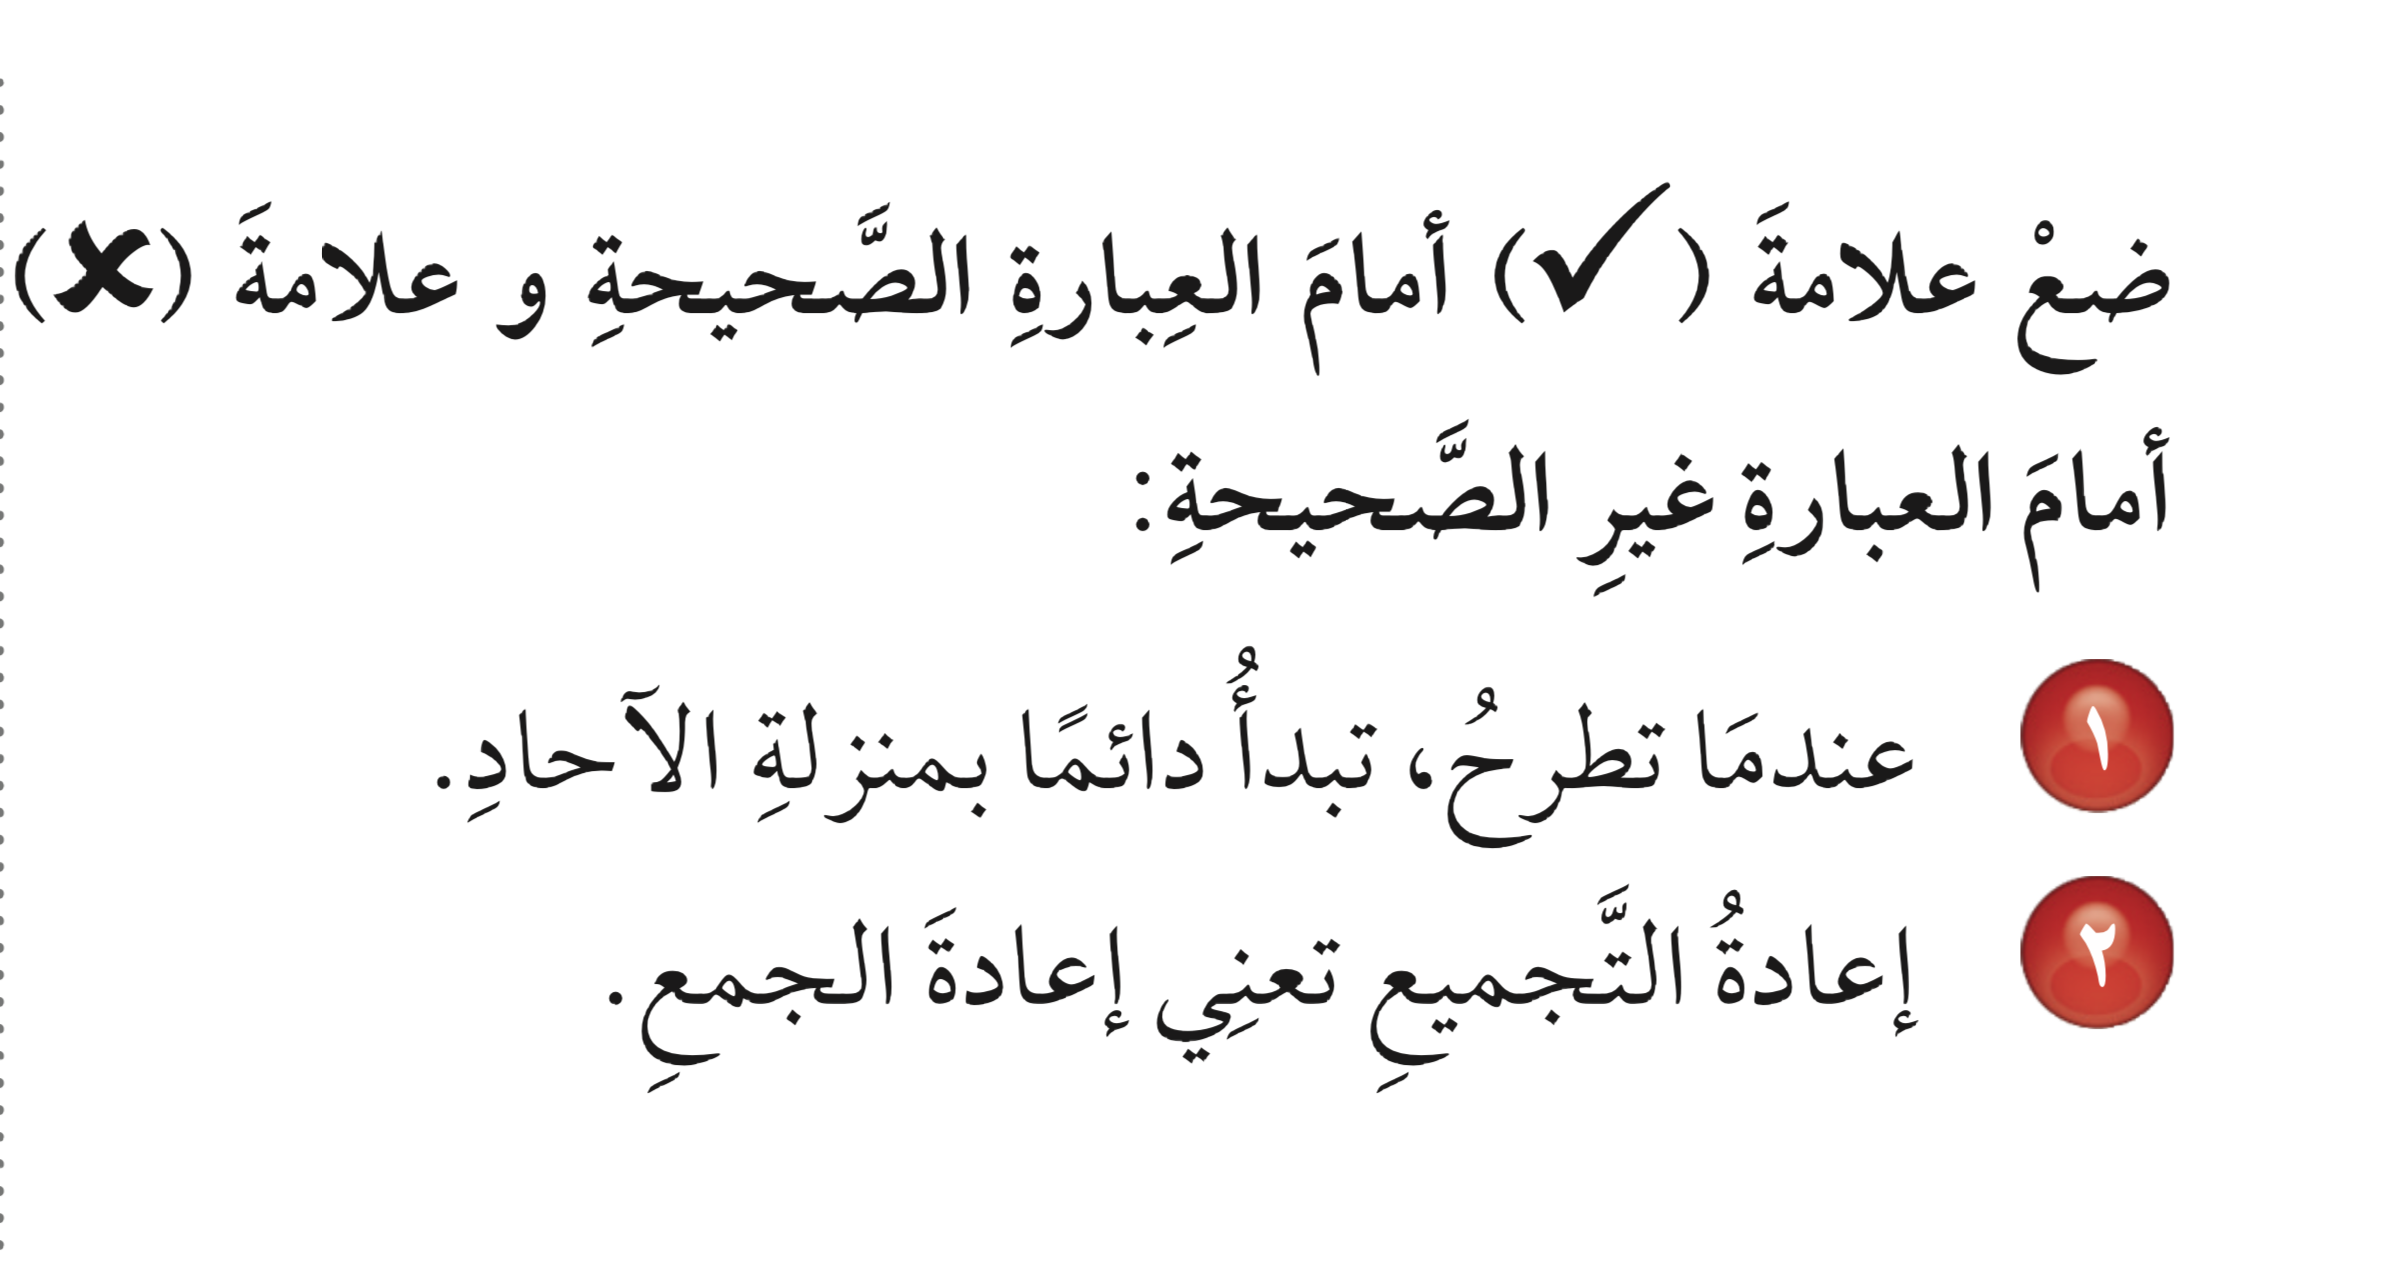 ضعْ علامةَ (✓) أمامَ العِبارةِ الصَّحيحةِ و علامةَ (✗)
أمامَ العبارةِ غيرِ الصَّحيحةِ:
١ عندمَا تطرحُ، تبدأُ دائمًا بمنزلةِ الآحادِ.
٢ إعادةُ التَّجميعِ تعنِي إعادةَ الجمعِ.